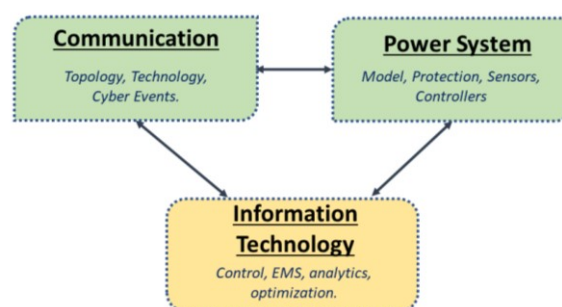 Communication
Topology, Technology,
Cyber Events.
Power System
Model, Protection, Sensors,
Controllers
Information
Technology
Control, EMS, analytics,
optimization.